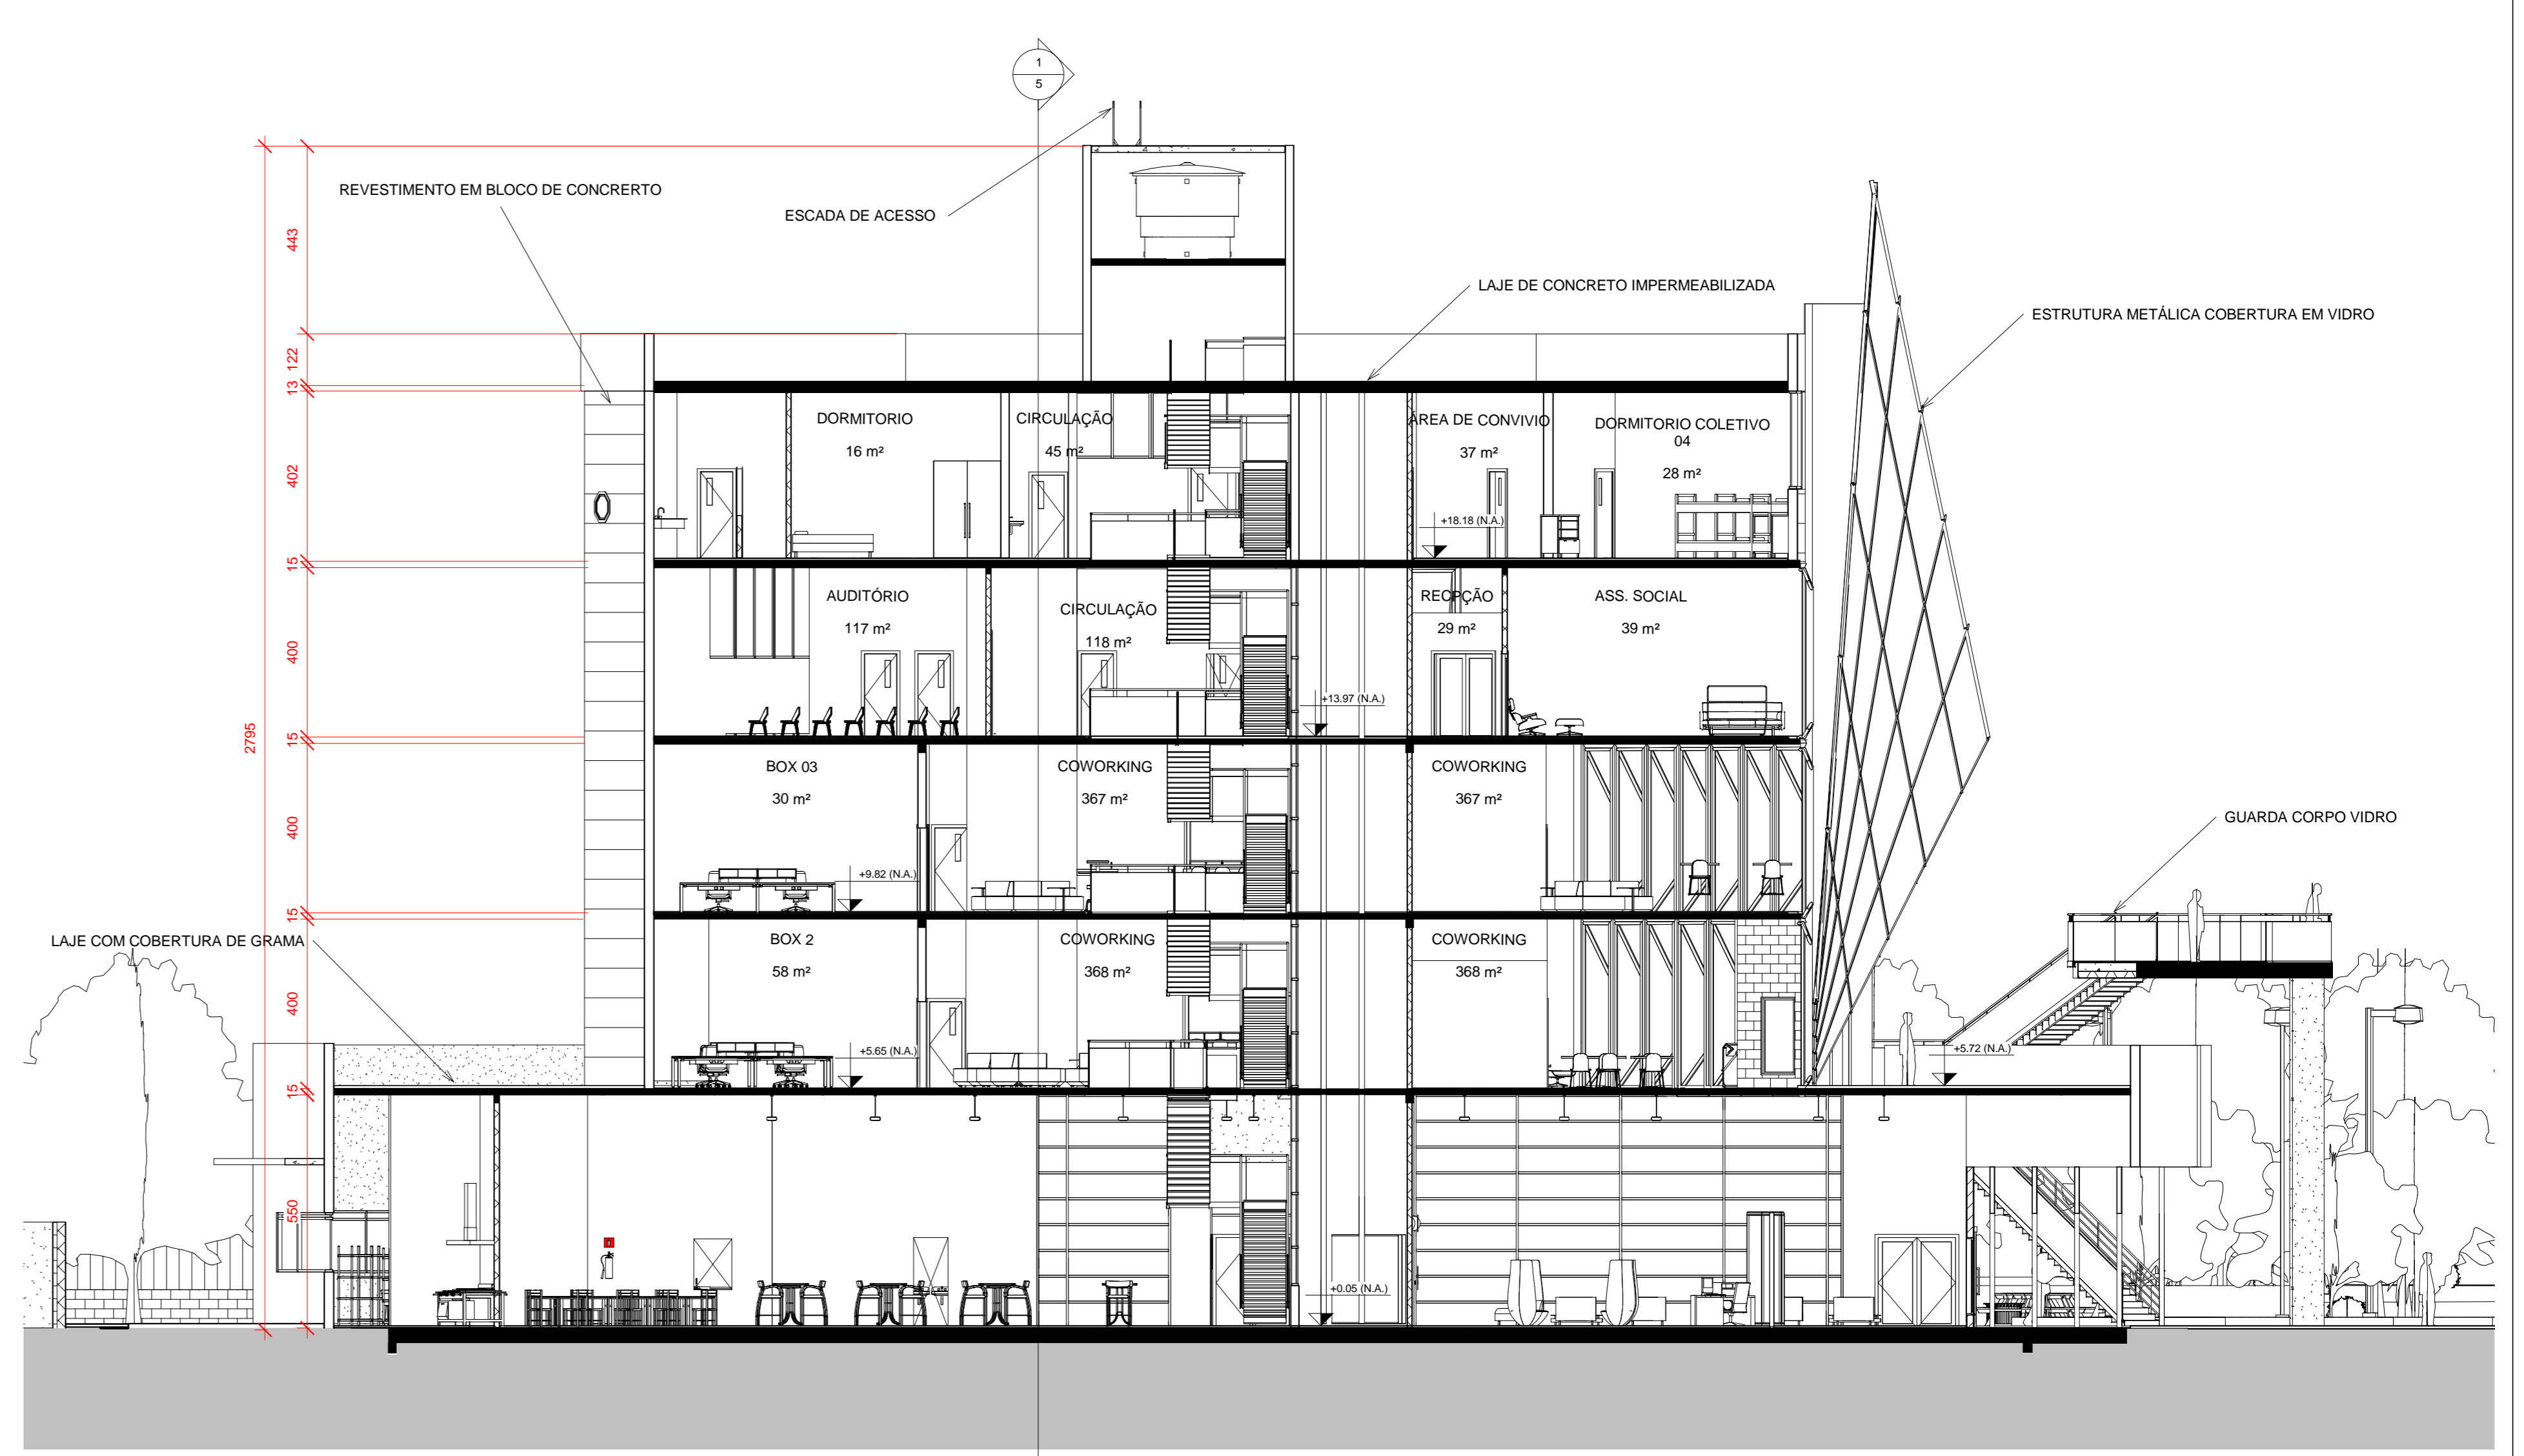 1
5
REVESTIMENTO EM BLOCO DE CONCRERTO
ESCADA DE ACESSO
LAJE DE CONCRETO IMPERMEABILIZADA
ESTRUTURA METÁLICA COBERTURA EM VIDRO
443
122
13
402
15
400
15
400
15
400
15
550
2795
DORMITORIO
16 m²
CIRCULAÇÃO
45 m²
ÁREA DE CONVIVIO
37 m²
DORMITORIO COLETIVO
04
28 m²
+18.18 (N.A.)
AUDITÓRIO
117 m²
CIRCULAÇÃO
118 m²
RECPÇÃO
29 m²
ASS. SOCIAL
39 m²
+13.97 (N.A.)
BOX 03
30 m²
COWORKING
367 m²
COWORKING
367 m²
+9.82 (N.A.)
GUARDA CORPO VIDRO
LAJE COM COBERTURA DE GRAMA
BOX 2
58 m²
COWORKING
368 m²
COWORKING
368 m²
+5.65 (N.A.)
+5.72 (N.A.)
+0.05 (N.A.)